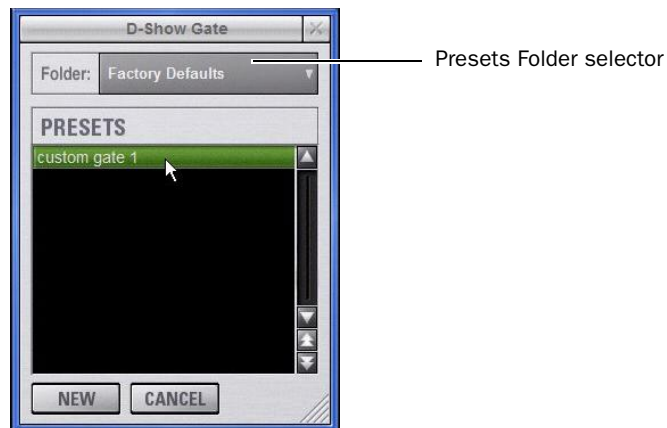 D-Show Gate
Presets Folder selector
Folder: Factory Defaults
PRESETS
custom gate 1
NEW CANCEL